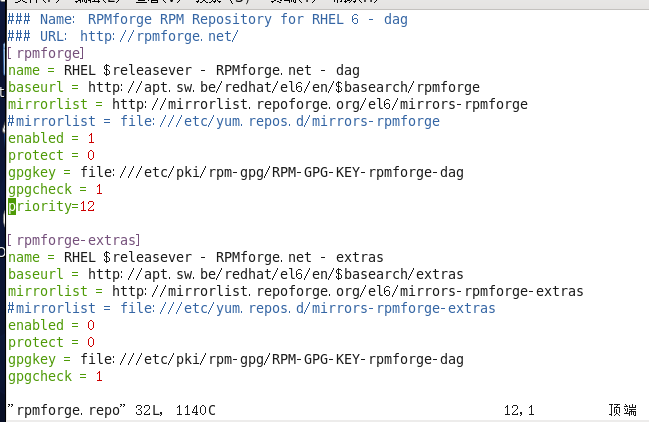 ### Name: RPMforge RPM Repository for RHEL 6 - dag
### URL: http://rpmforge.net/
[rpmforge]
name = RHEL $releasever - RPMforge.net - dag
baseurl = http://apt.sw.be/redhat/el6/en/$basearch/rpmforge
mirrorlist = http://mirrorlist.repoforge.org/el6/mirrors-rpmforge
#mirrorlist = file:///etc/yum.repos.d/mirrors-rpmforge
enabled = 1
protect = 0
gpgkey = file:///etc/pki/rpm-gpg/RPM-GPG-KEY-rpmforge-dag
gpgcheck = 1
priority=12
[rpmforge-extras]
name = RHEL $releasever - RPMforge.net - extras
baseurl = http://apt.sw.be/redhat/el6/en/$basearch/extras
mirrorlist = http://mirrorlist.repoforge.org/el6/mirrors-rpmforge-extras
#mirrorlist = file:///etc/yum.repos.d/mirrors-rpmforge-extras
enabled = 0
protect = 0
gpgkey = file:///etc/pki/rpm-gpg/RPM-GPG-KEY-rpmforge-dag
gpgcheck = 1
"rpmforge.repo" 32L, 1140C 12,1 顶端